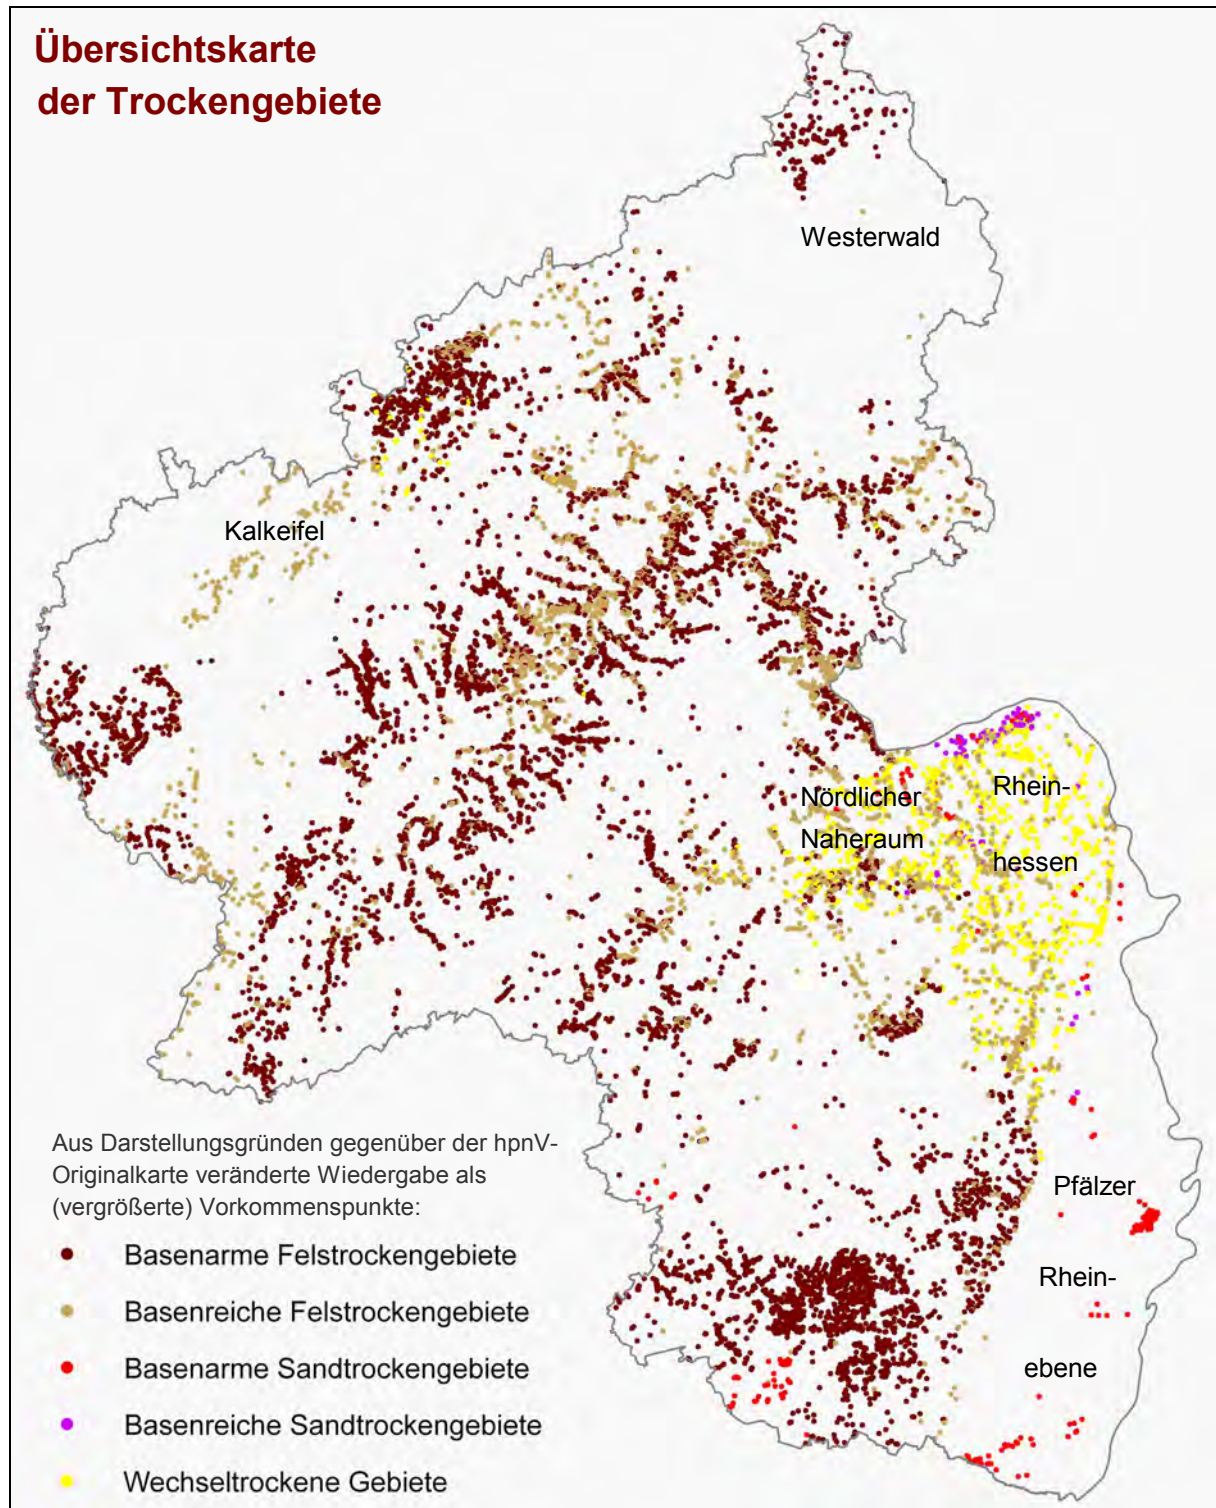 Übersichtskarte
der Trockengebiete
Westerwald
Kalkeifel
Nördlicher
Naheraum
Rhein-
hessen
Pfälzer
Rhein-
ebene
Aus Darstellungsgründen gegenüber der hpnV-
Originalkarte veränderte Wiedergabe als
(vergrößerte) Vorkommenspunkte:
Basenarme Felstrockengebiete
Basenreiche Felstrockengebiete
Basenarme Sandtrockengebiete
Basenreiche Sandtrockengebiete
Wechseltrockene Gebiete